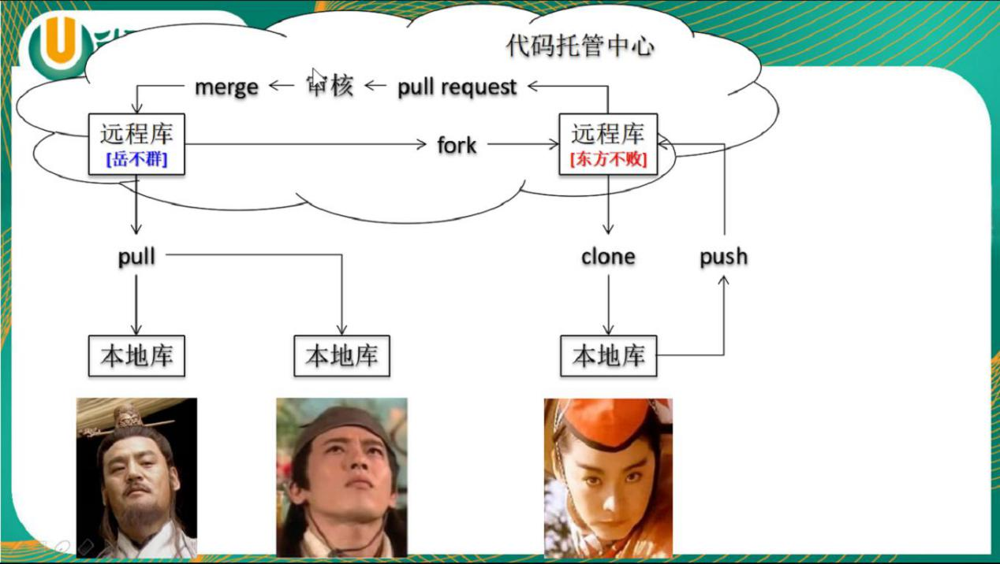 代码托管中心
merge
审核
pull request
远程库
[岳不群]
fork
远程库
[东方不败]
pull
clone
push
本地库
本地库
本地库